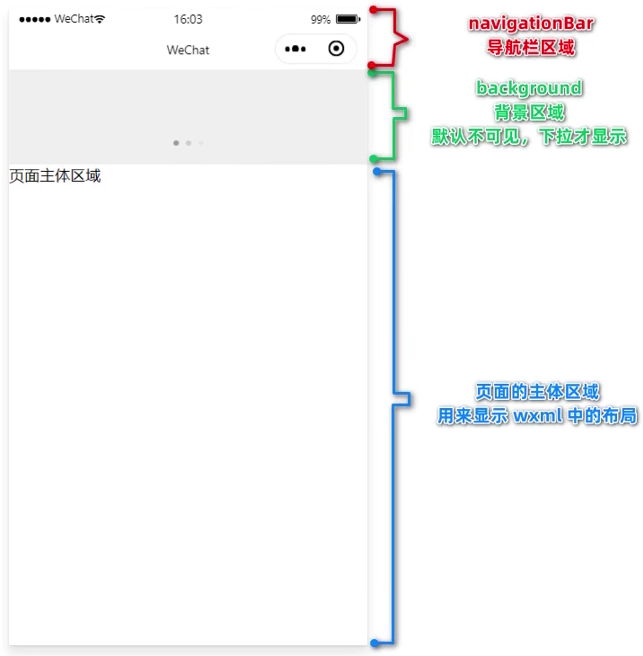 ●●●●● WeChat 16:03 99%
WeChat
页面主体区域
navigationBar
导航栏区域
background
背景区域
默认不可见，下拉才显示
页面的主体区域
用来显示 wxml 中的布局